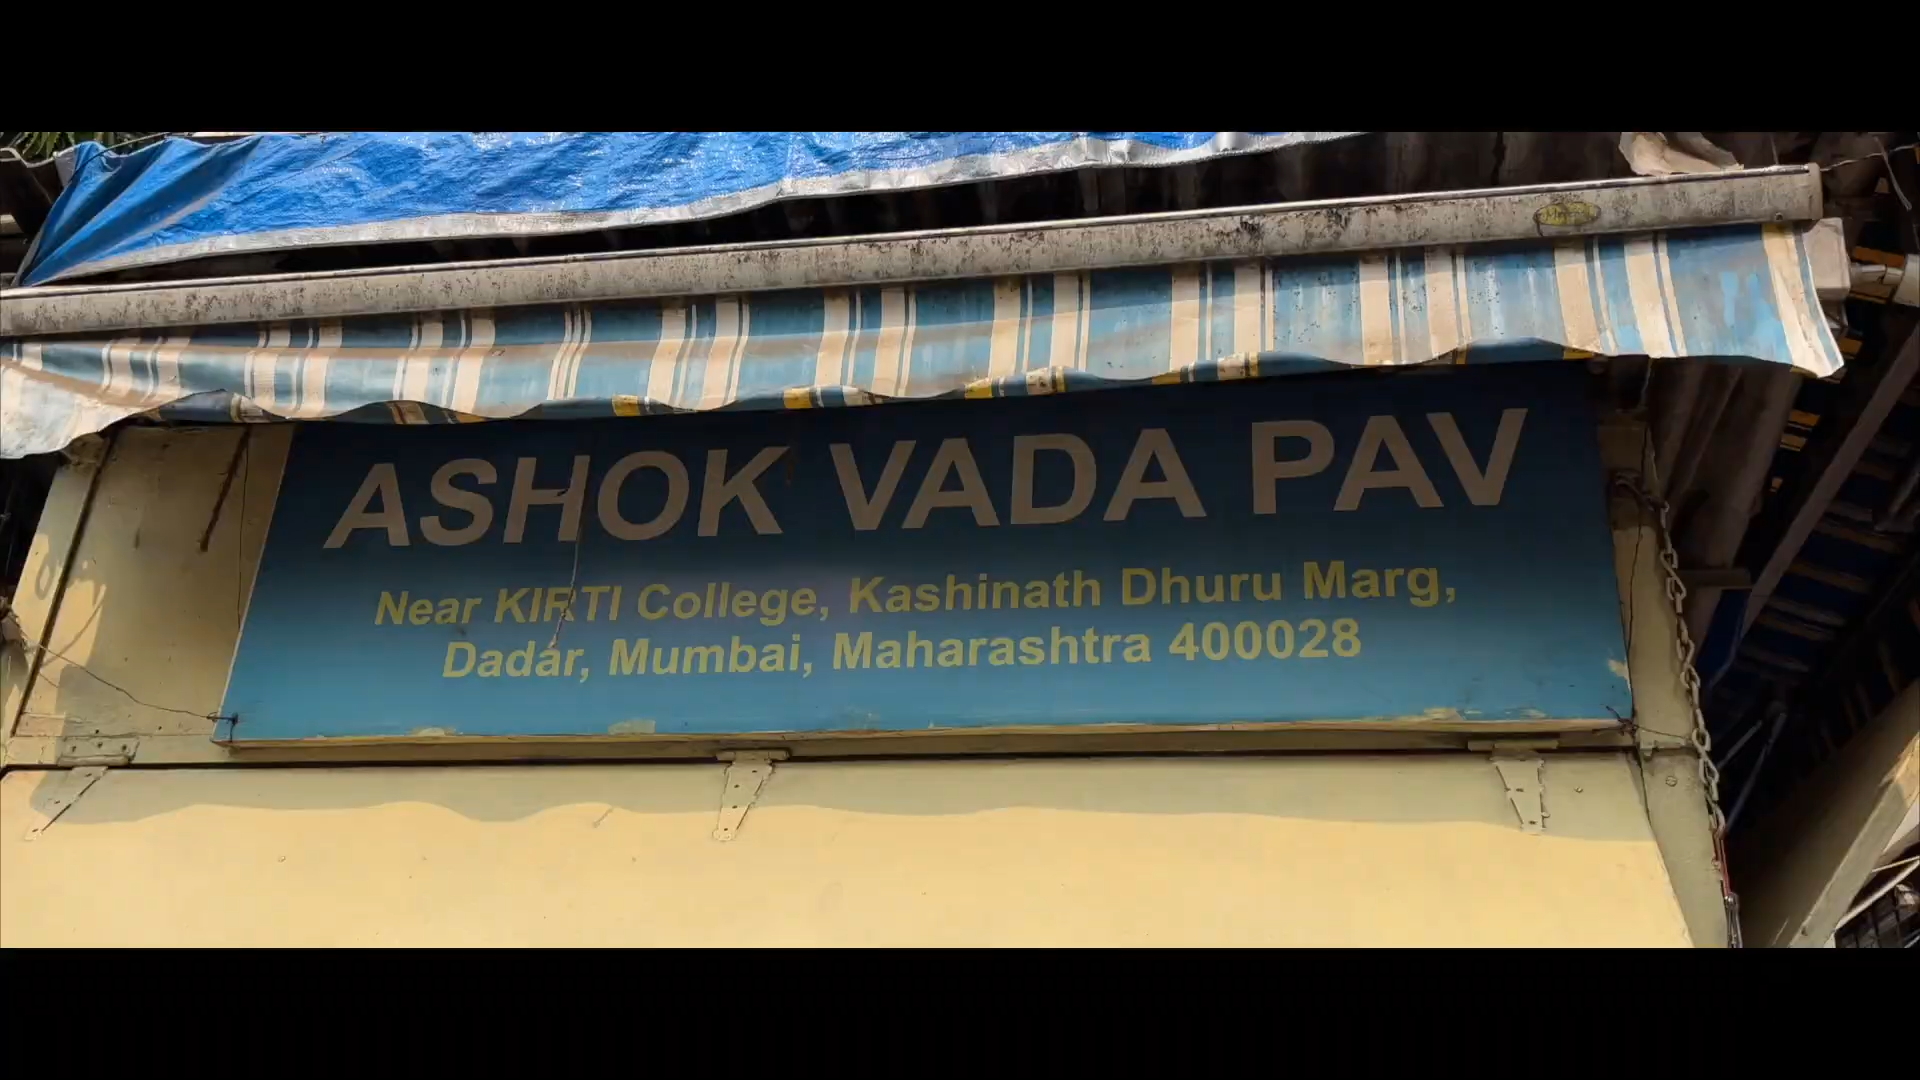 ASHOK VADA PAV
Near KIRTI College, Kashinath Dhuru Marg,
Dadar, Mumbai, Maharashtra 400028